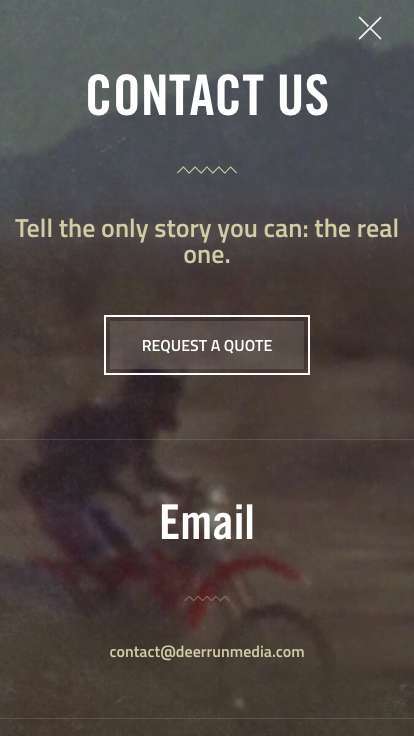 CONTACT US
Tell the only story you can: the real
one.
REQUEST A QUOTE
Email
contact@deerrunmedia.com